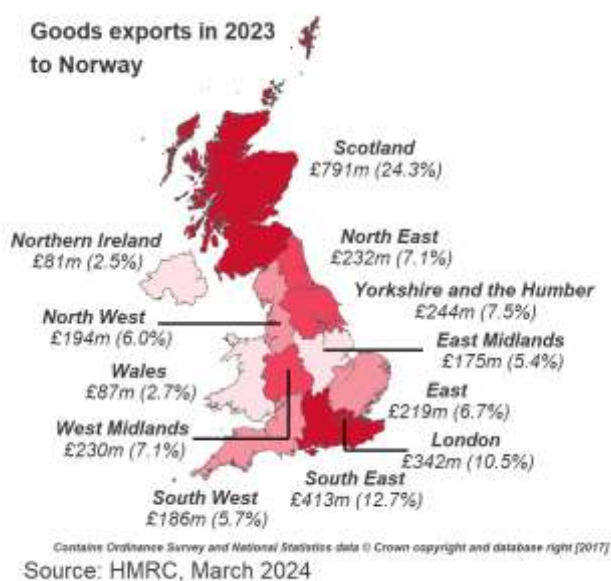 Goods exports in 2023
to Norway
Scotland
£791m (24.3%)
Northern Ireland
£81m (2.5%)
North East
£232m (7.1%)
Yorkshire and the Humber
£244m (7.5%)
North West
£194m (6.0%)
East Midlands
£175m (5.4%)
Wales
£87m (2.7%)
East
£219m (6.7%)
West Midlands
£230m (7.1%)
London
£342m (10.5%)
South East
£413m (12.7%)
South West
£186m (5.7%)
Contains Ordinance Survey and National Statistics data © Crown copyright and database right [2017]
Source: HMRC, March 2024